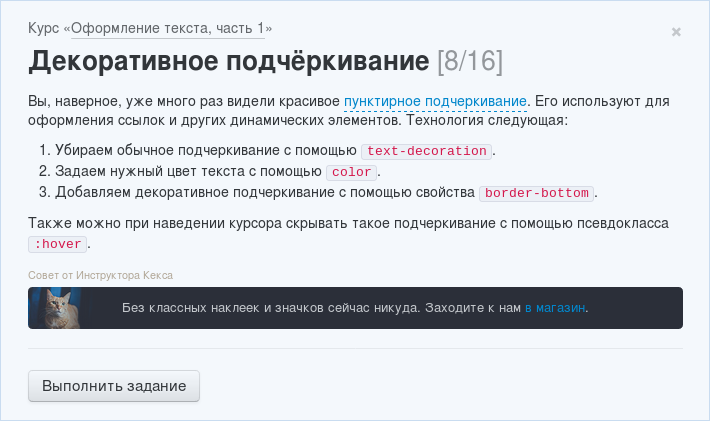 Курс «Оформление текста, часть 1»
×
Декоративное подчёркивание [8/16]
Вы, наверное, уже много раз видели красивое пунктирное подчеркивание. Его используют для
оформления ссылок и других динамических элементов. Технология следующая:
1. Убираем обычное подчеркивание с помощью text-decoration.
2. Задаем нужный цвет текста с помощью color.
3. Добавляем декоративное подчеркивание с помощью свойства border-bottom.
Также можно при наведении курсора скрывать такое подчеркивание с помощью псевдокласса
:hover.
Совет от Инструктора Кекса
Без классных наклеек и значков сейчас никуда. Заходите к нам в магазин.
Выполнить задание